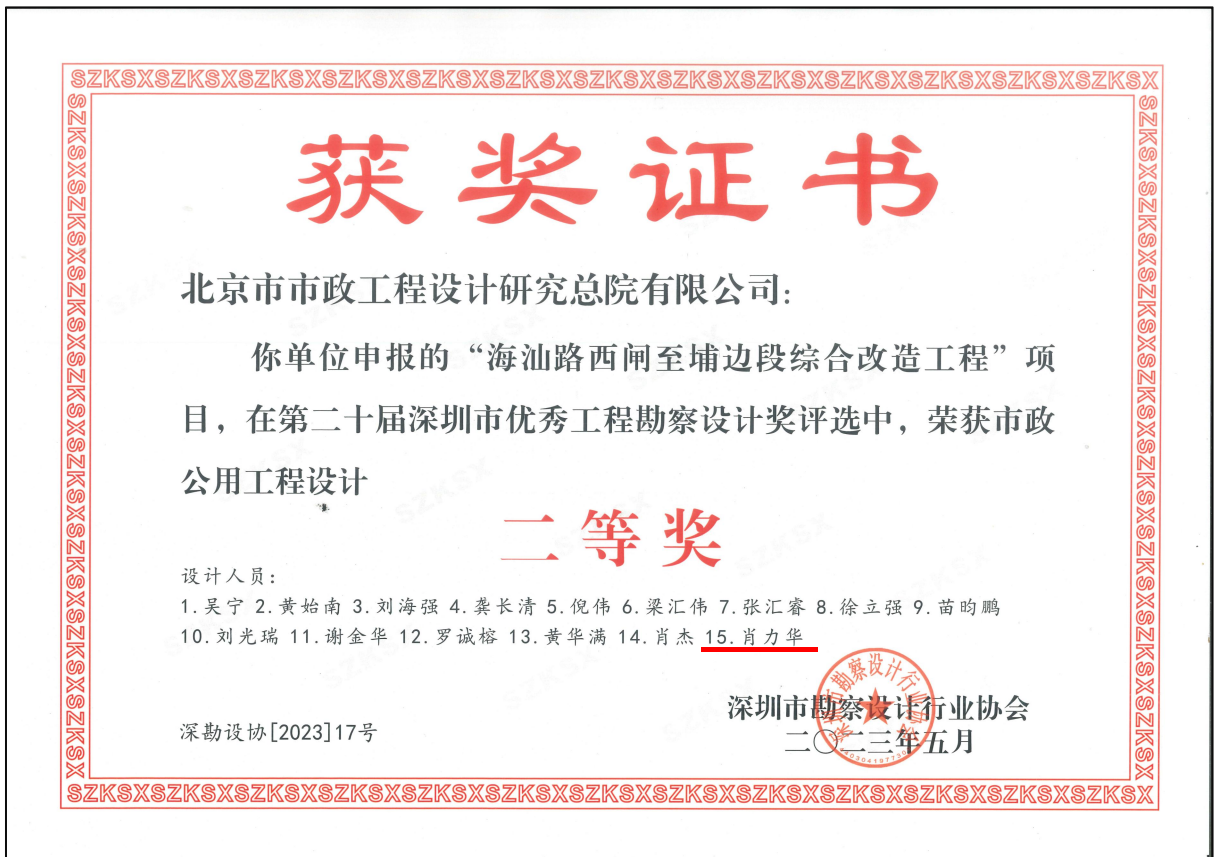 SZKSXSZKSXSZKSXSZKSXSZKSXSZKSXSZKSXSZKSXSZKSXSZKSXSZKSX
获奖证书
北京市市政工程设计研究总院有限公司：
你单位申报的“海汕路西闸至埔边段综合改造工程”项
目，在第二十届深圳市优秀工程勘察设计奖评选中，荣获市政
公用工程设计
二等奖
设计人员：
1.吴宁 2.黄始南 3.刘海强 4.龚长清 5.倪伟 6.梁汇伟 7.张汇睿 8.徐立强 9.苗昀鹏
10.刘光瑞 11.谢金华 12.罗诚榕 13.黄华满 14.肖杰 15.肖力华
深圳市勘察设计行业协会
深勘设协[2023]17号
二〇二三年五月
SZKSXSZKSXSZKSXSZKSXSZKSXSZKSXSZKSXSZKSXSZKSXSZKSXSZKSX